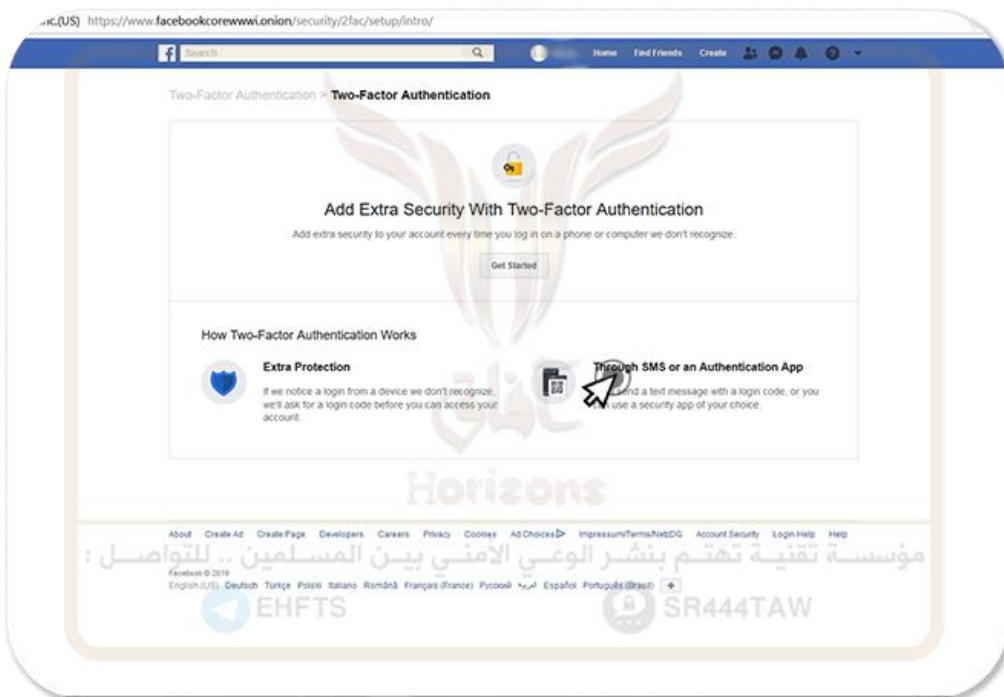 https://www.facebookcorewwwi.onion/security/2fac/setup/intro/
Search Home Find Friends Create
Two-Factor Authentication > Two-Factor Authentication
Add Extra Security With Two-Factor Authentication
Add extra security to your account every time you log in on a phone or computer we don't recognize.
Get Started
How Two-Factor Authentication Works
Extra Protection
If we notice a login from a device we don't recognize,
we'll ask for a login code before you can access your
account.
Through SMS or an Authentication App
send a text message with a login code, or you
can use a security app of your choice.
Horizons
About Create Ad Create Page Developers Careers Privacy Cookies Ad Choices Impressum/Terms/NetzDG Account Security Login Help Help
مؤسسة تقنية تهتم بنشر الوعي الامني بين المسلمين .. للتواصل :
Facebook © 2019
English (US) Deutsch Türkçe Polski Italiano Română Français (France) Русский العربية Español Português (Brasil)
EHFTS SR444TAW